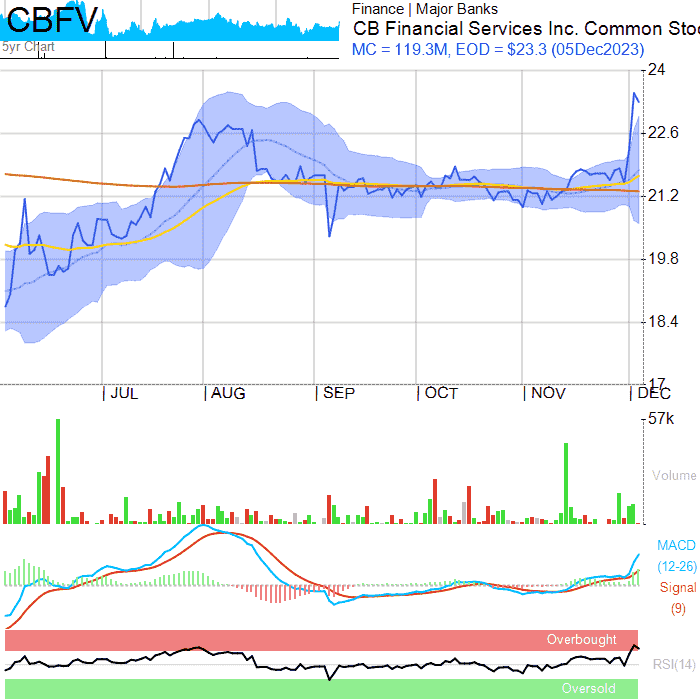 CBFV
5yr Chart
Finance | Major Banks
CB Financial Services Inc. Common Stoc
MC = 119.3M, EOD = $23.3 (05Dec2023)
24
22.6
21.2
19.8
18.4
17
JUL
AUG
SEP
OCT
NOV
DEC
57k
Volume
MACD
(12-26)
Signal
(9)
Overbought
RSI(14)
Oversold